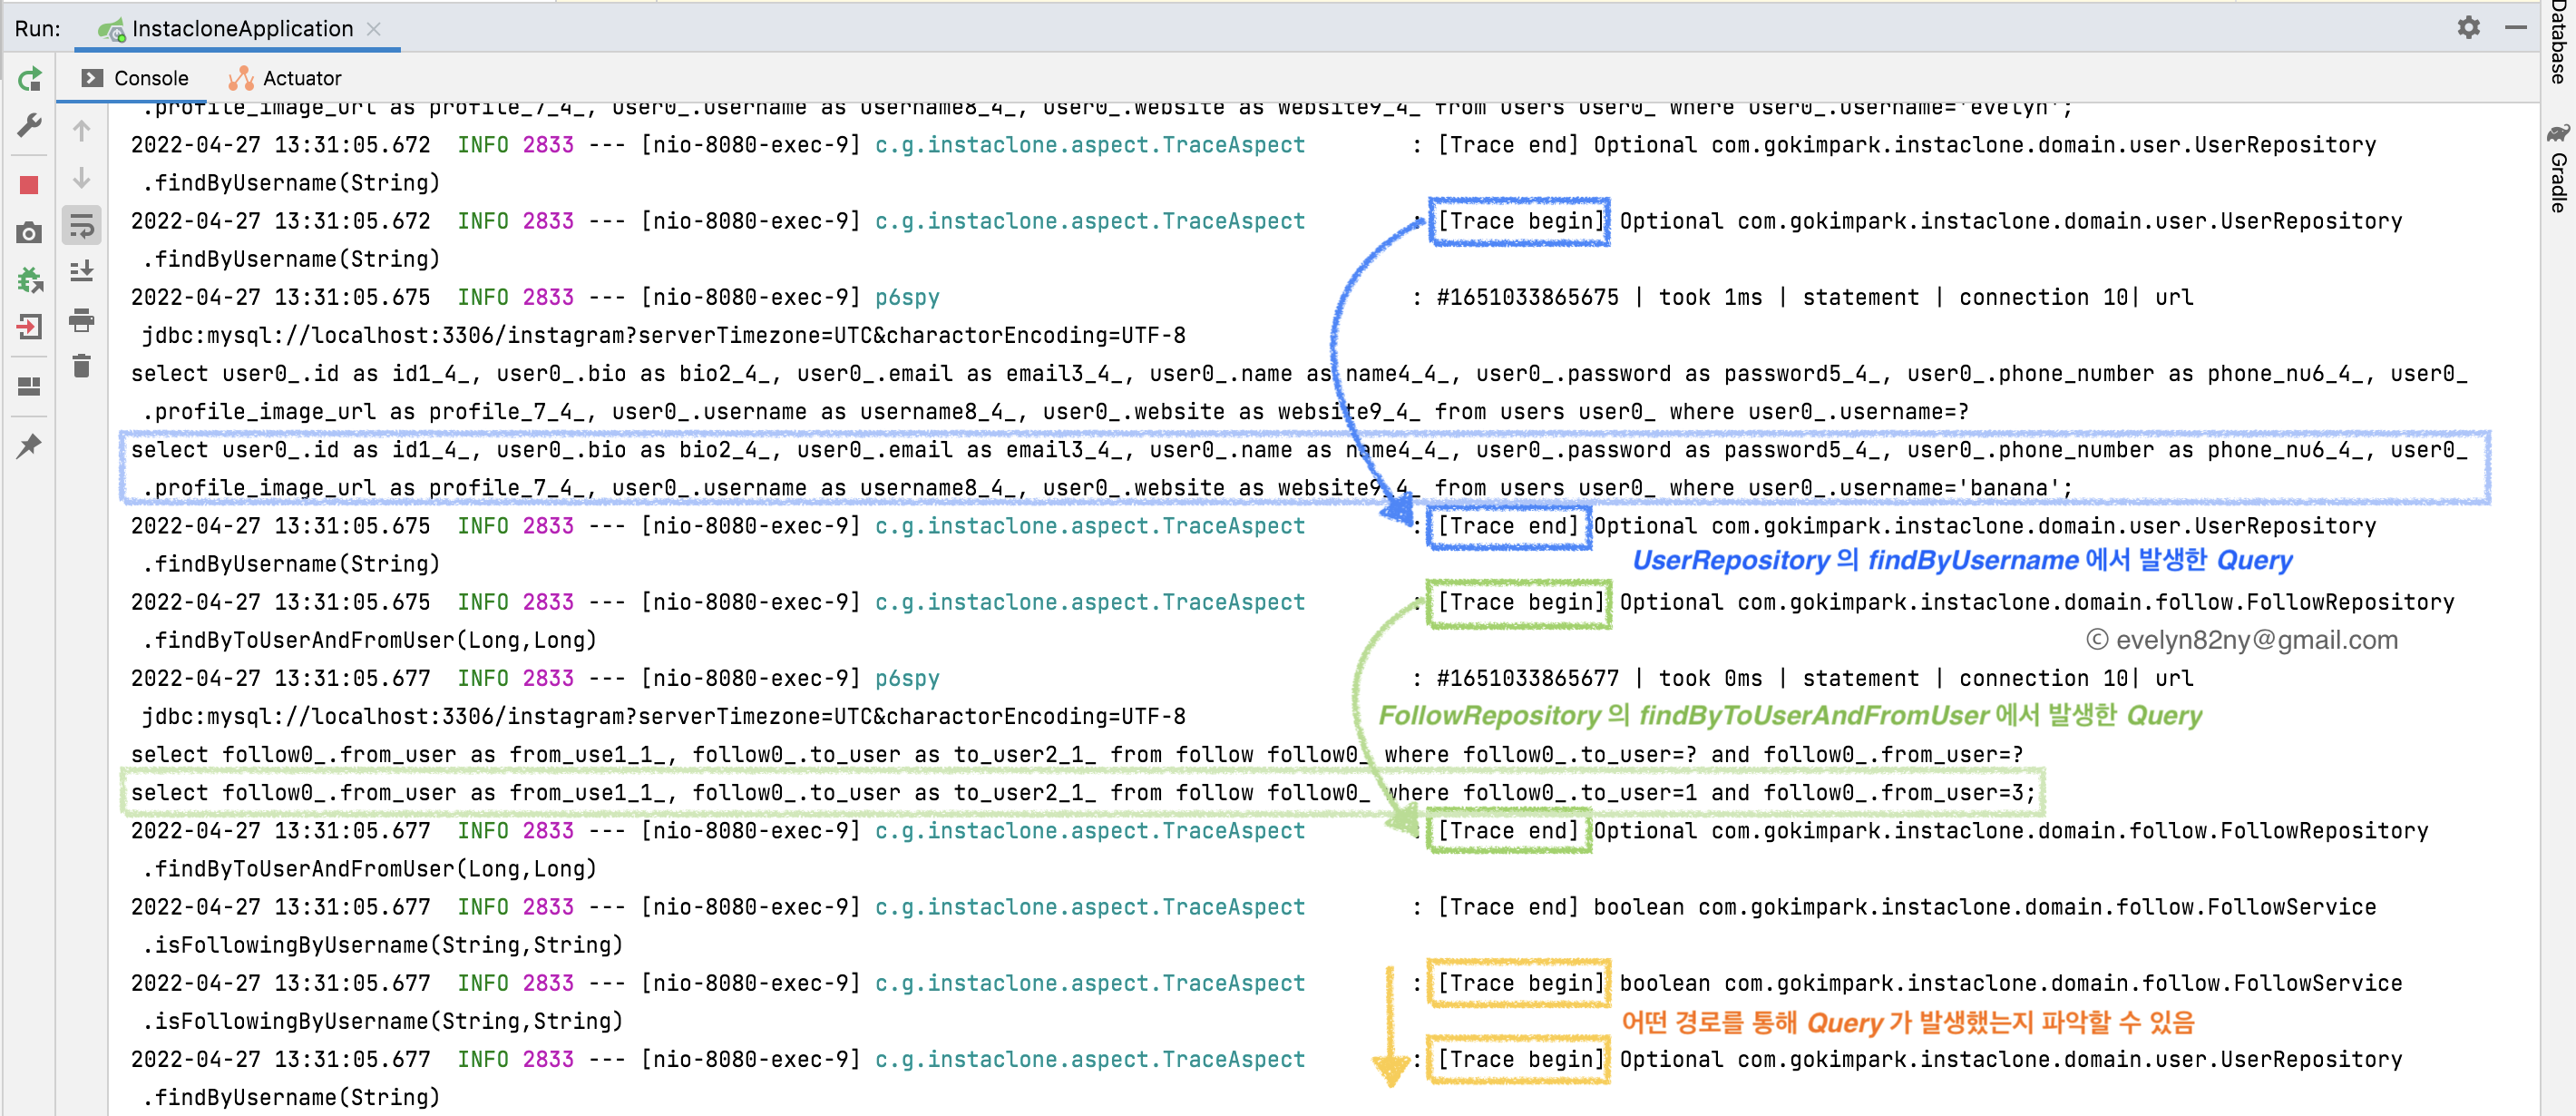 Run: InstacloneApplication
Console Actuator
.profile_image_url as profile_7_4_, user0_.username as username8_4_, user0_.website as website9_4_ from users user0_ where user0_.username='evelyn';
2022-04-27 13:31:05.672 INFO 2833 --- [nio-8080-exec-9] c.g.instaclone.aspect.TraceAspect : [Trace end] Optional com.gokimpark.instaclone.domain.user.UserRepository
.findByUsername(String)
2022-04-27 13:31:05.672 INFO 2833 --- [nio-8080-exec-9] c.g.instaclone.aspect.TraceAspect : [Trace begin] Optional com.gokimpark.instaclone.domain.user.UserRepository
.findByUsername(String)
2022-04-27 13:31:05.675 INFO 2833 --- [nio-8080-exec-9] p6spy : #1651033865675 | took 1ms | statement | connection 10| url
jdbc:mysql://localhost:3306/instagram?serverTimezone=UTC&charactorEncoding=UTF-8
select user0_.id as id1_4_, user0_.bio as bio2_4_, user0_.email as email3_4_, user0_.name as name4_4_, user0_.password as password5_4_, user0_.phone_number as phone_nu6_4_, user0_
.profile_image_url as profile_7_4_, user0_.username as username8_4_, user0_.website as website9_4_ from users user0_ where user0_.username=?
select user0_.id as id1_4_, user0_.bio as bio2_4_, user0_.email as email3_4_, user0_.name as name4_4_, user0_.password as password5_4_, user0_.phone_number as phone_nu6_4_, user0_
.profile_image_url as profile_7_4_, user0_.username as username8_4_, user0_.website as website9_4_ from users user0_ where user0_.username='banana';
2022-04-27 13:31:05.675 INFO 2833 --- [nio-8080-exec-9] c.g.instaclone.aspect.TraceAspect : [Trace end] Optional com.gokimpark.instaclone.domain.user.UserRepository
.findByUsername(String)
UserRepository 의 findByUsername 에서 발생한 Query
2022-04-27 13:31:05.675 INFO 2833 --- [nio-8080-exec-9] c.g.instaclone.aspect.TraceAspect : [Trace begin] Optional com.gokimpark.instaclone.domain.follow.FollowRepository
.findByToUserAndFromUser(Long,Long)
© evelyn82ny@gmail.com
2022-04-27 13:31:05.677 INFO 2833 --- [nio-8080-exec-9] p6spy : #1651033865677 | took 0ms | statement | connection 10| url
jdbc:mysql://localhost:3306/instagram?serverTimezone=UTC&charactorEncoding=UTF-8
FollowRepository 의 findByToUserAndFromUser 에서 발생한 Query
select follow0_.from_user as from_use1_1_, follow0_.to_user as to_user2_1_ from follow follow0_ where follow0_.to_user=? and follow0_.from_user=?
select follow0_.from_user as from_use1_1_, follow0_.to_user as to_user2_1_ from follow follow0_ where follow0_.to_user=1 and follow0_.from_user=3;
2022-04-27 13:31:05.677 INFO 2833 --- [nio-8080-exec-9] c.g.instaclone.aspect.TraceAspect : [Trace end] Optional com.gokimpark.instaclone.domain.follow.FollowRepository
.findByToUserAndFromUser(Long,Long)
2022-04-27 13:31:05.677 INFO 2833 --- [nio-8080-exec-9] c.g.instaclone.aspect.TraceAspect : [Trace end] boolean com.gokimpark.instaclone.domain.follow.FollowService
.isFollowingByUsername(String,String)
2022-04-27 13:31:05.677 INFO 2833 --- [nio-8080-exec-9] c.g.instaclone.aspect.TraceAspect : [Trace begin] boolean com.gokimpark.instaclone.domain.follow.FollowService
.isFollowingByUsername(String,String)
어떤 경로를 통해 Query 가 발생했는지 파악할 수 있음
2022-04-27 13:31:05.677 INFO 2833 --- [nio-8080-exec-9] c.g.instaclone.aspect.TraceAspect : [Trace begin] Optional com.gokimpark.instaclone.domain.user.UserRepository
.findByUsername(String)
Database
Gradle